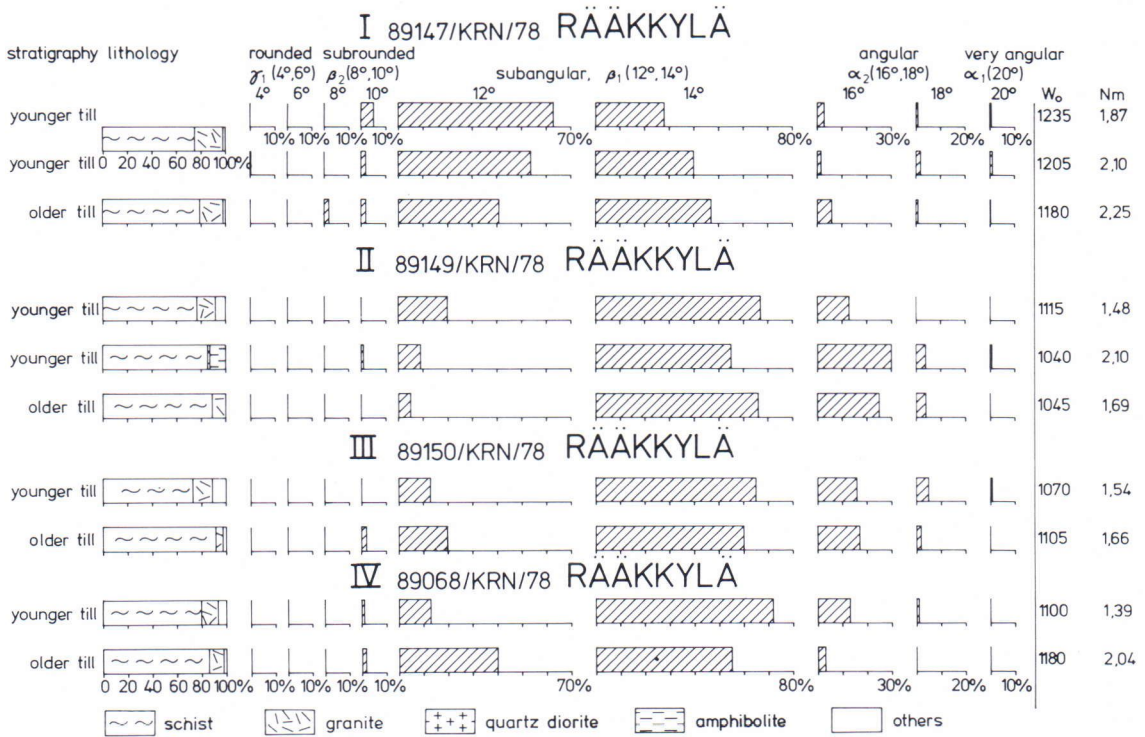 I 89147/KRN/78 RÄÄKKYLÄ
stratigraphy lithology rounded subrounded angular very angular
γ₁ (4°,6°) β₂(8°,10°) subangular, β₁(12°,14°) α₂(16°,18°) α₁(20°)
4° 6° 8° 10° 12° 14° 16° 18° 20° W₀ Nm
younger till 1235 1,87
10% 10% 10% 10% 70% 80% 30% 20% 10%
younger till 0 20 40 60 80 100% 1205 2,10
older till 1180 2,25
II 89149/KRN/78 RÄÄKKYLÄ
younger till 1115 1,48
younger till 1040 2,10
older till 1045 1,69
III 89150/KRN/78 RÄÄKKYLÄ
younger till 1070 1,54
older till 1105 1,66
IV 89068/KRN/78 RÄÄKKYLÄ
younger till 1100 1,39
older till 1180 2,04
0 20 40 60 80 100% 10% 10% 10% 10% 70% 80% 30% 20% 10%
schist granite quartz diorite amphibolite others